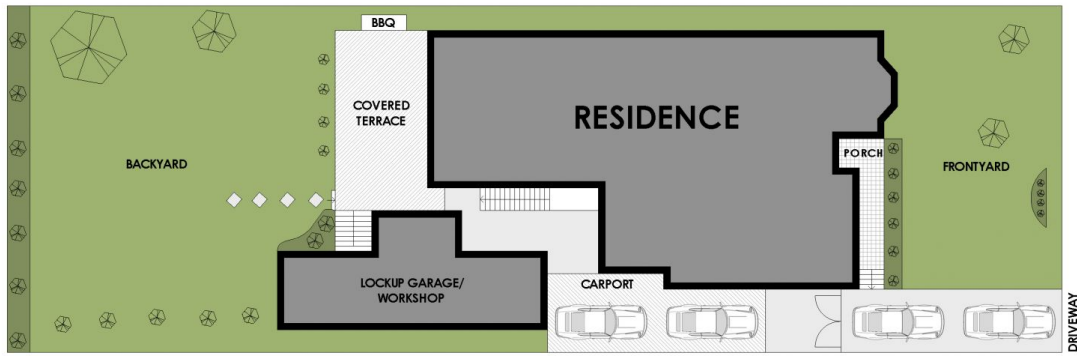 BBQ
COVERED
TERRACE
RESIDENCE
BACKYARD
PORCH
FRONTYARD
LOCKUP GARAGE/
WORKSHOP
CARPORT
DRIVEWAY